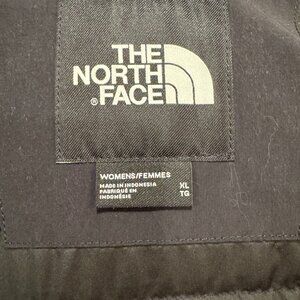 THE
NORTH
®FACE
WOMENS/FEMMES
MADE IN INDONESIA
FABRIQUÉ EN
INDONÉSIE
XL
TG